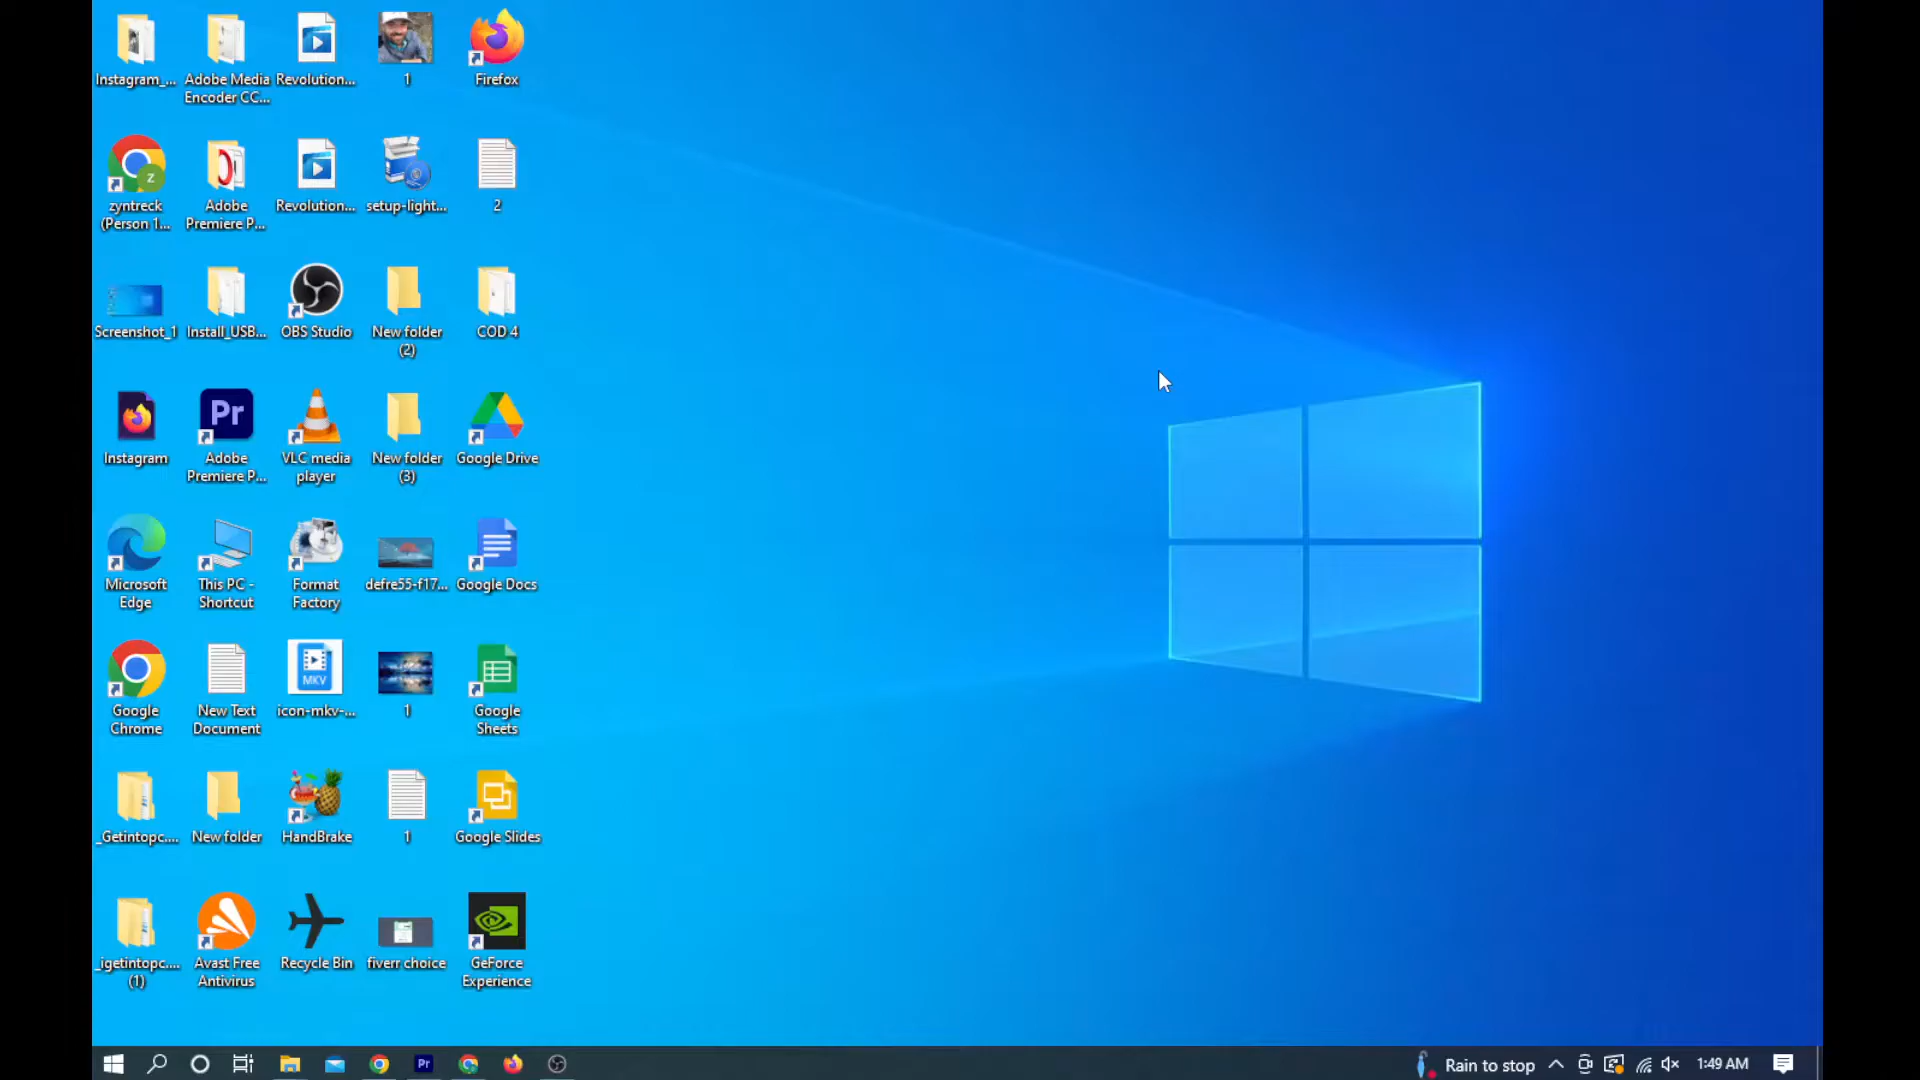 Instagram_...
Adobe Media
Encoder CC...
Revolution...
1
Firefox
zyntreck
(Person 1...
Adobe
Premiere P...
Revolution...
setup-light...
2
Screenshot_1
Install_USB...
OBS Studio
New folder
(2)
COD 4
Instagram
Pr
Adobe
Premiere P...
VLC media
player
New folder
(3)
Google Drive
Microsoft
Edge
This PC -
Shortcut
Format
Factory
defre55-f17...
Google Docs
Google
Chrome
New Text
Document
MKV
icon-mkv-...
1
Google
Sheets
_Getintopc....
New folder
HandBrake
1
Google Slides
_igetintopc....
(1)
Avast Free
Antivirus
Recycle Bin
fiverr choice
GeForce
Experience
Pr
Rain to stop
1:49 AM